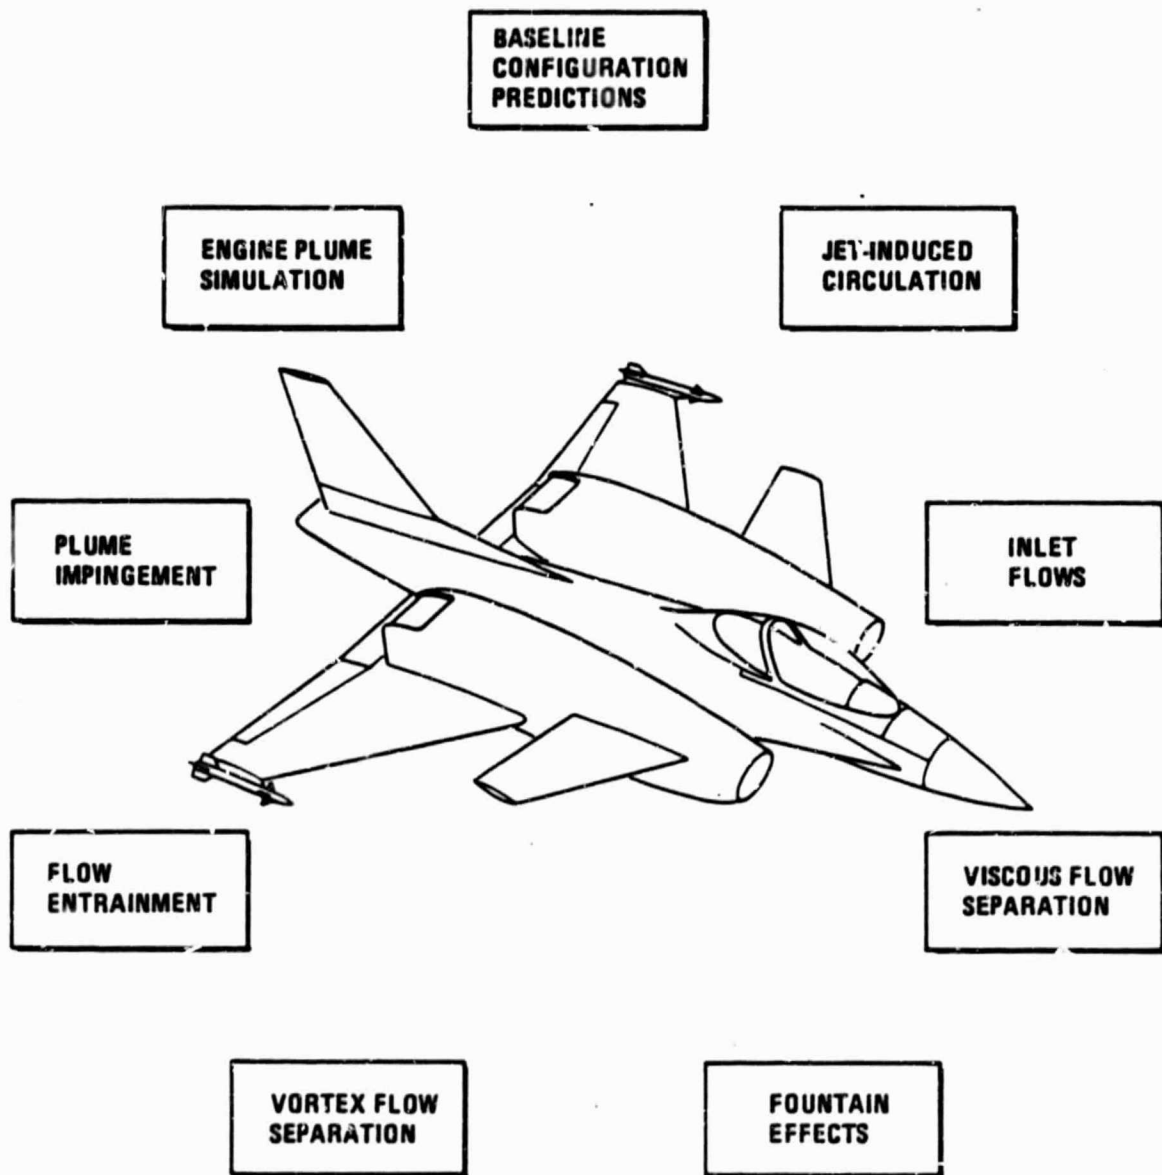 BASELINE
CONFIGURATION
PREDICTIONS
ENGINE PLUME
SIMULATION
JET-INDUCED
CIRCULATION
PLUME
IMPINGEMENT
INLET
FLOWS
FLOW
ENTRAINMENT
VISCOUS FLOW
SEPARATION
VORTEX FLOW
SEPARATION
FOUNTAIN
EFFECTS